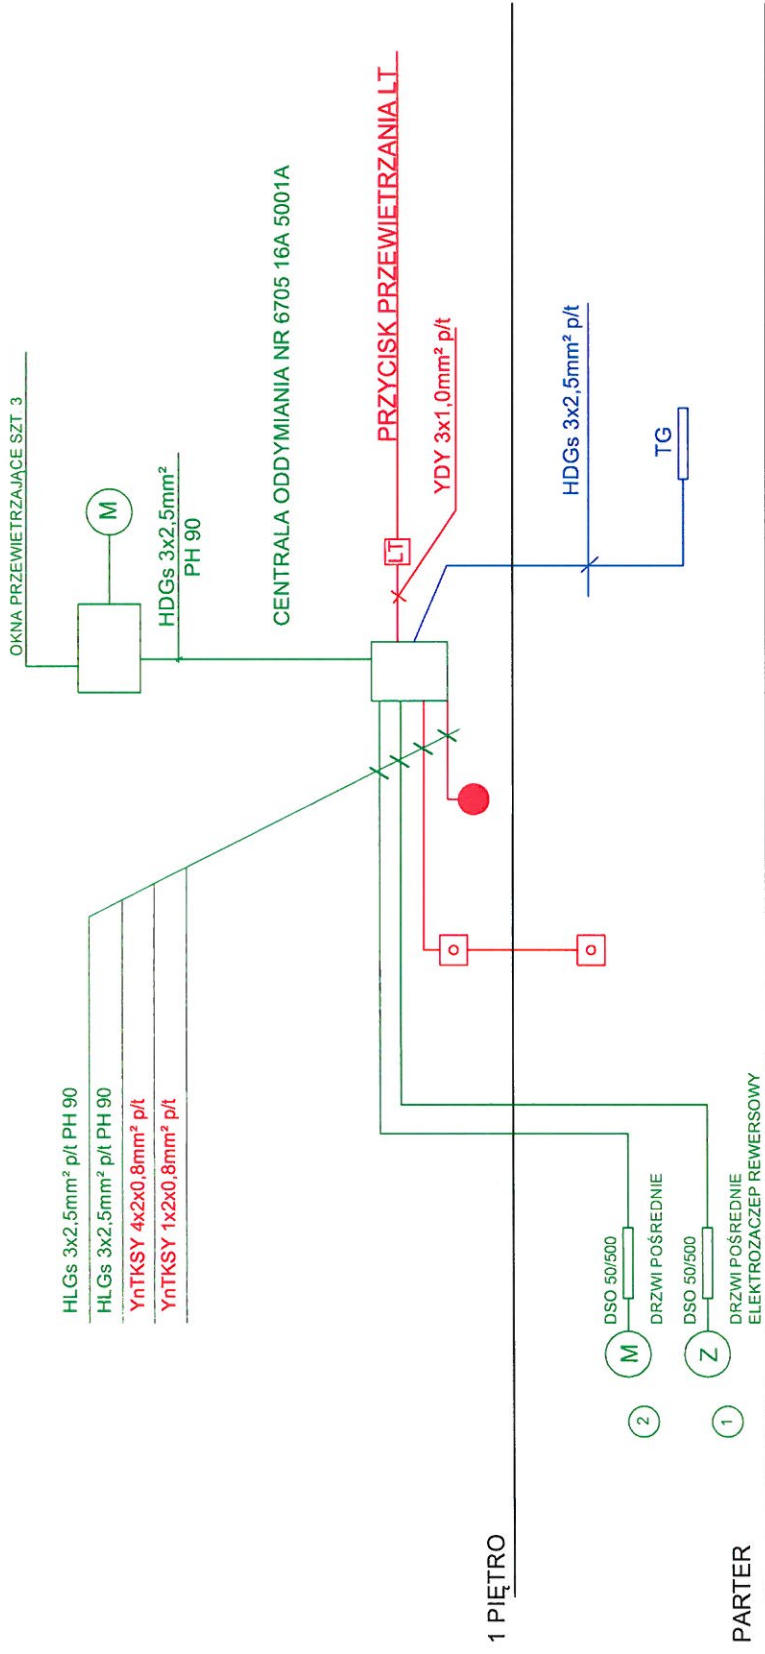 OKNA PRZEWIETRZAJĄCE SZT. 3
M
HDGs 3x2,5mm²
PH 90
CENTRALA ODDYMIANIA NR 6705 16A 5001A
HLGs 3x2,5mm² p/t PH 90
HLGs 3x2,5mm² p/t PH 90
YnTKSY 4x2x0,8mm² p/t
YnTKSY 1x2x0,8mm² p/t
PRZYCISK PRZEWIETRZANIA LT
LT
YDY 3x1,0mm² p/t
1 PIĘTRO
HDGs 3x2,5mm² p/t
TG
DSO 50/500
M
2
DRZWI POŚREDNIE
DSO 50/500
Z
1
DRZWI POŚREDNIE
ELEKTROZACZEP REWERSOWY
PARTER